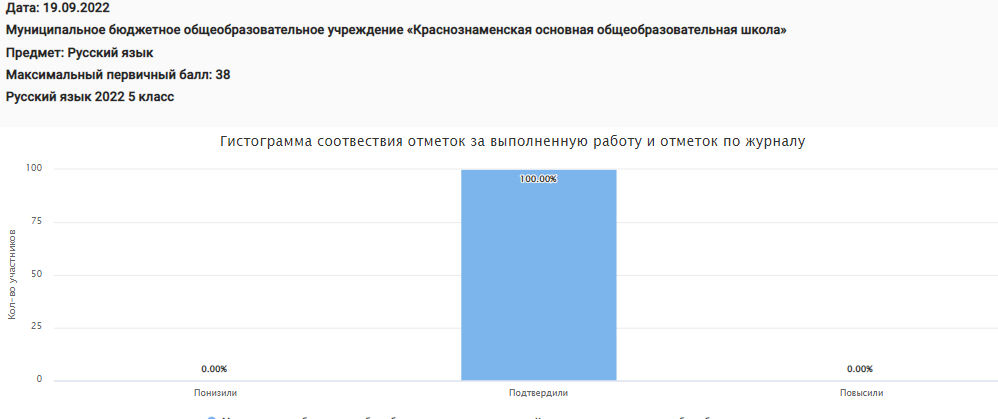 Дата: 19.09.2022
Муниципальное бюджетное общеобразовательное учреждение «Краснознаменская основная общеобразовательная школа»
Предмет: Русский язык
Максимальный первичный балл: 38
Русский язык 2022 5 класс
Гистограмма соотвествия отметок за выполненную работу и отметок по журналу
100
100.00%
75
Кол-во участников
50
25
0.00%
0.00%
0
Понизили
Подтвердили
Повысили